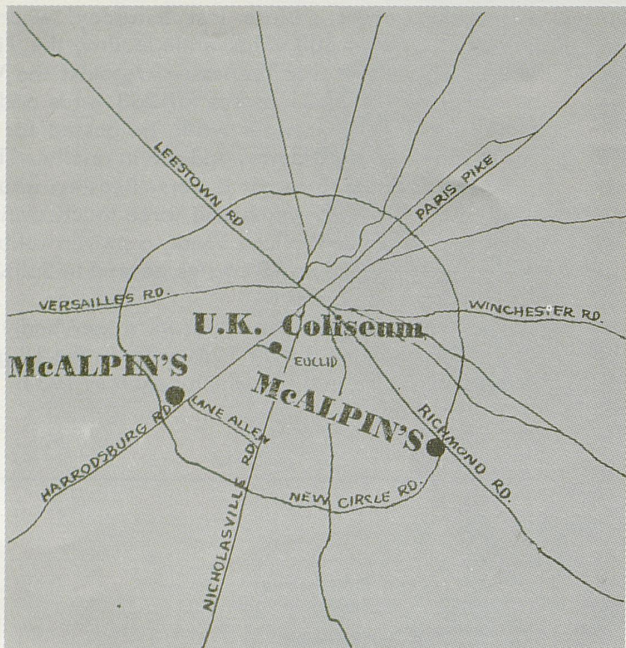 LEESTOWN RD
PARIS PIKE
VERSAILLES RD.
WINCHESTER RD.
U.K. Coliseum
EUCLID
McALPIN'S
McALPIN'S
LANE ALLEN
HARRODSBURG RD.
RICHMOND RD.
NICHOLASVILLE RD.
NEW CIRCLE RD.